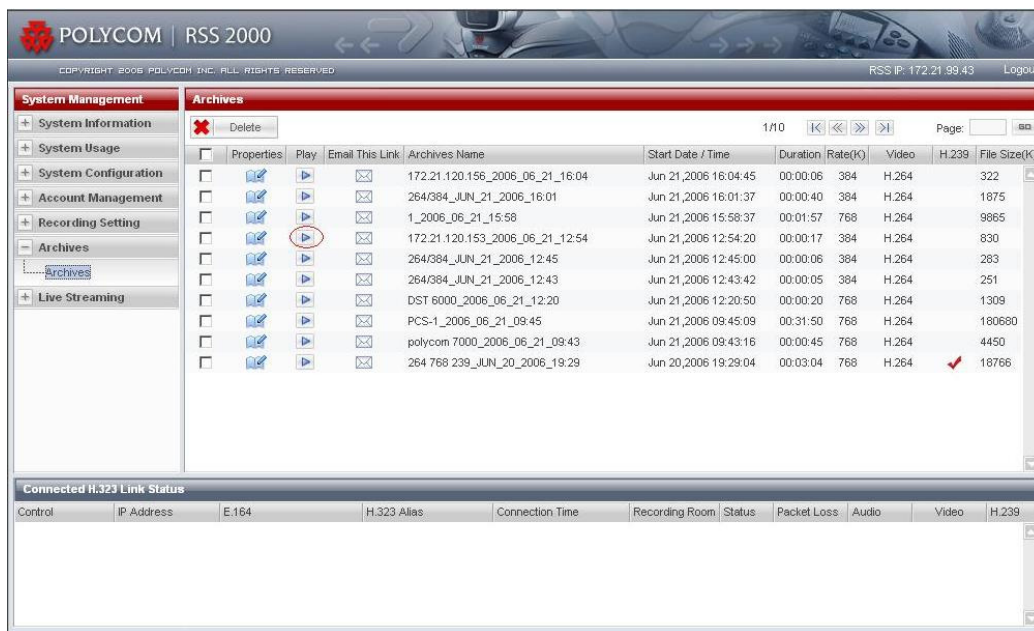 POLYCOM | RSS 2000
COPYRIGHT 2006 POLYCOM INC. ALL RIGHTS RESERVED
RSS IP: 172.21.99.43 Logou
System Management
System Information
System Usage
System Configuration
Account Management
Recording Setting
Archives
Archives
Live Streaming
Archives
Delete 1/10 Page: GO
Properties Play Email This Link Archives Name Start Date / Time Duration Rate(K) Video H.239 File Size(K
172.21.120.156_2006_06_21_16:04 Jun 21,2006 16:04:45 00:00:06 384 H.264 322
264/384_JUN_21_2006_16:01 Jun 21,2006 16:01:37 00:00:40 384 H.264 1875
1_2006_06_21_15:58 Jun 21,2006 15:58:37 00:01:57 768 H.264 9865
172.21.120.153_2006_06_21_12:54 Jun 21,2006 12:54:20 00:00:17 384 H.264 830
264/384_JUN_21_2006_12:45 Jun 21,2006 12:45:00 00:00:06 384 H.264 283
264/384_JUN_21_2006_12:43 Jun 21,2006 12:43:42 00:00:05 384 H.264 251
DST 6000_2006_06_21_12:20 Jun 21,2006 12:20:50 00:00:20 768 H.264 1309
PCS-1_2006_06_21_09:45 Jun 21,2006 09:45:09 00:31:50 768 H.264 180680
polycom 7000_2006_06_21_09:43 Jun 21,2006 09:43:16 00:00:45 768 H.264 4450
264 768 239_JUN_20_2006_19:29 Jun 20,2006 19:29:04 00:03:04 768 H.264 18766
Connected H.323 Link Status
Control IP Address E.164 H.323 Alias Connection Time Recording Room Status Packet Loss Audio Video H.239